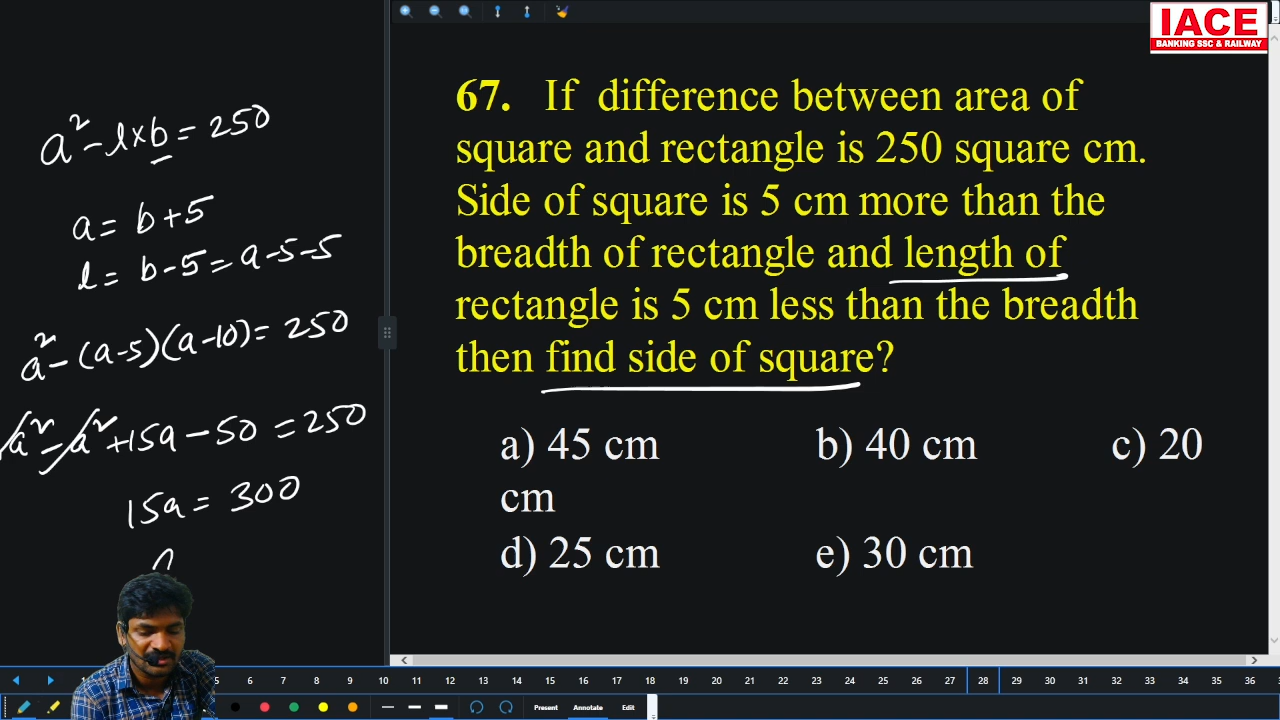 IACE
BANKING SSC & RAILWAY
67. If difference between area of
square and rectangle is 250 square cm.
Side of square is 5 cm more than the
breadth of rectangle and length of
rectangle is 5 cm less than the breadth
then find side of square?
a) 45 cm b) 40 cm c) 20
cm
d) 25 cm e) 30 cm
a² - l×b = 250
a = b + 5
l = b - 5 = a - 5 - 5
a² - (a - 5)(a - 10) = 250
a² - a² + 15a - 50 = 250
15a = 300
5 6 7 8 9 10 11 12 13 14 15 16 17 18 19 20 21 22 23 24 25 26 27 28 29 30 31 32 33 34 35 36
Present Annotate Edit